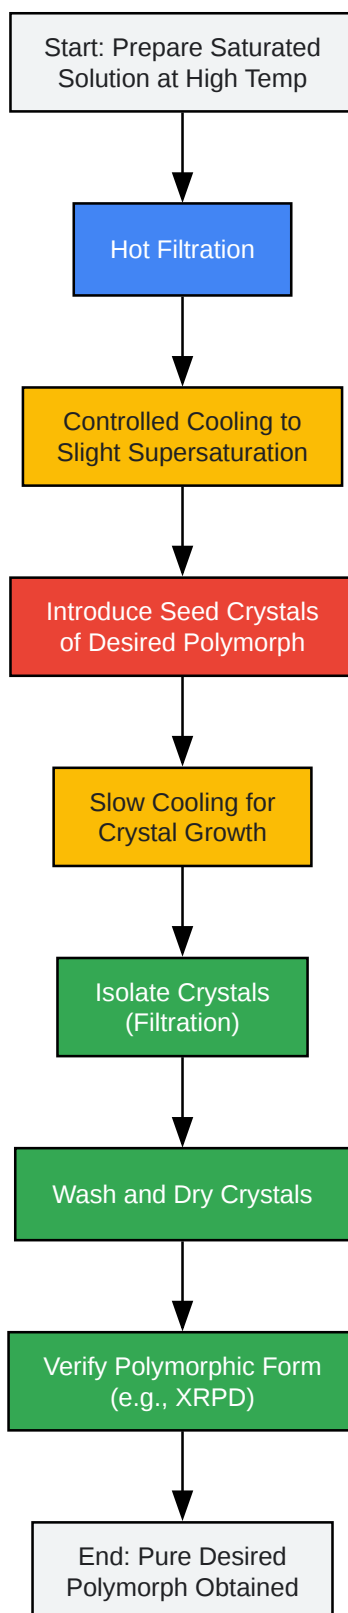 Start: Prepare Saturated
Solution at High Temp
Hot Filtration
Controlled Cooling to
Slight Supersaturation
Introduce Seed Crystals
of Desired Polymorph
Slow Cooling for
Crystal Growth
Isolate Crystals
(Filtration)
Wash and Dry Crystals
Verify Polymorphic Form
(e.g., XRPD)
End: Pure Desired
Polymorph Obtained